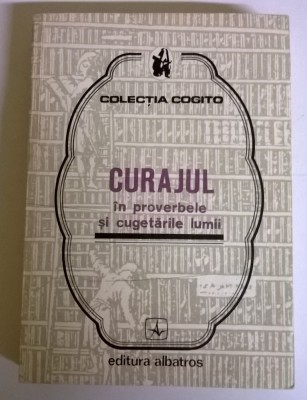 COLECȚIA COGITO
CURAJUL
în proverbele
și cugetările lumii
editura albatros